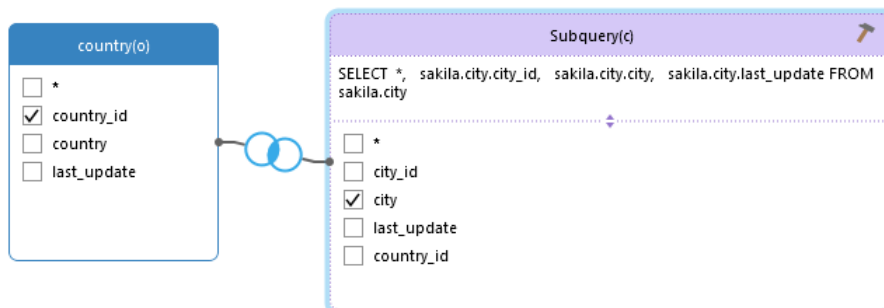 country(o)
*
country_id
country
last_update
Subquery(c)
SELECT *, sakila.city.city_id, sakila.city.city, sakila.city.last_update FROM
sakila.city
*
city_id
city
last_update
country_id